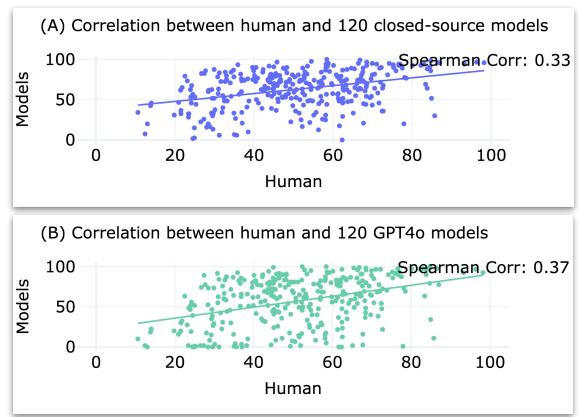 (A) Correlation between human and 120 closed-source models
Spearman Corr: 0.33
100
50
0
Models
0 20 40 60 80 100
Human
(B) Correlation between human and 120 GPT4o models
Spearman Corr: 0.37
100
50
0
Models
0 20 40 60 80 100
Human